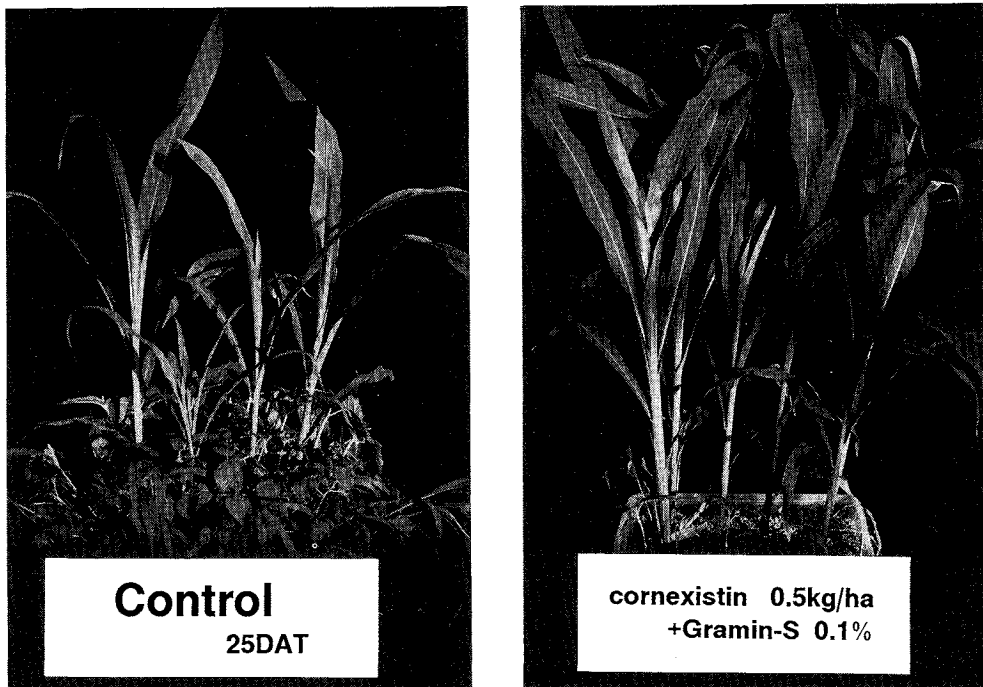 Control
25DAT
cornexistin 0.5kg/ha
+Gramin-S 0.1%